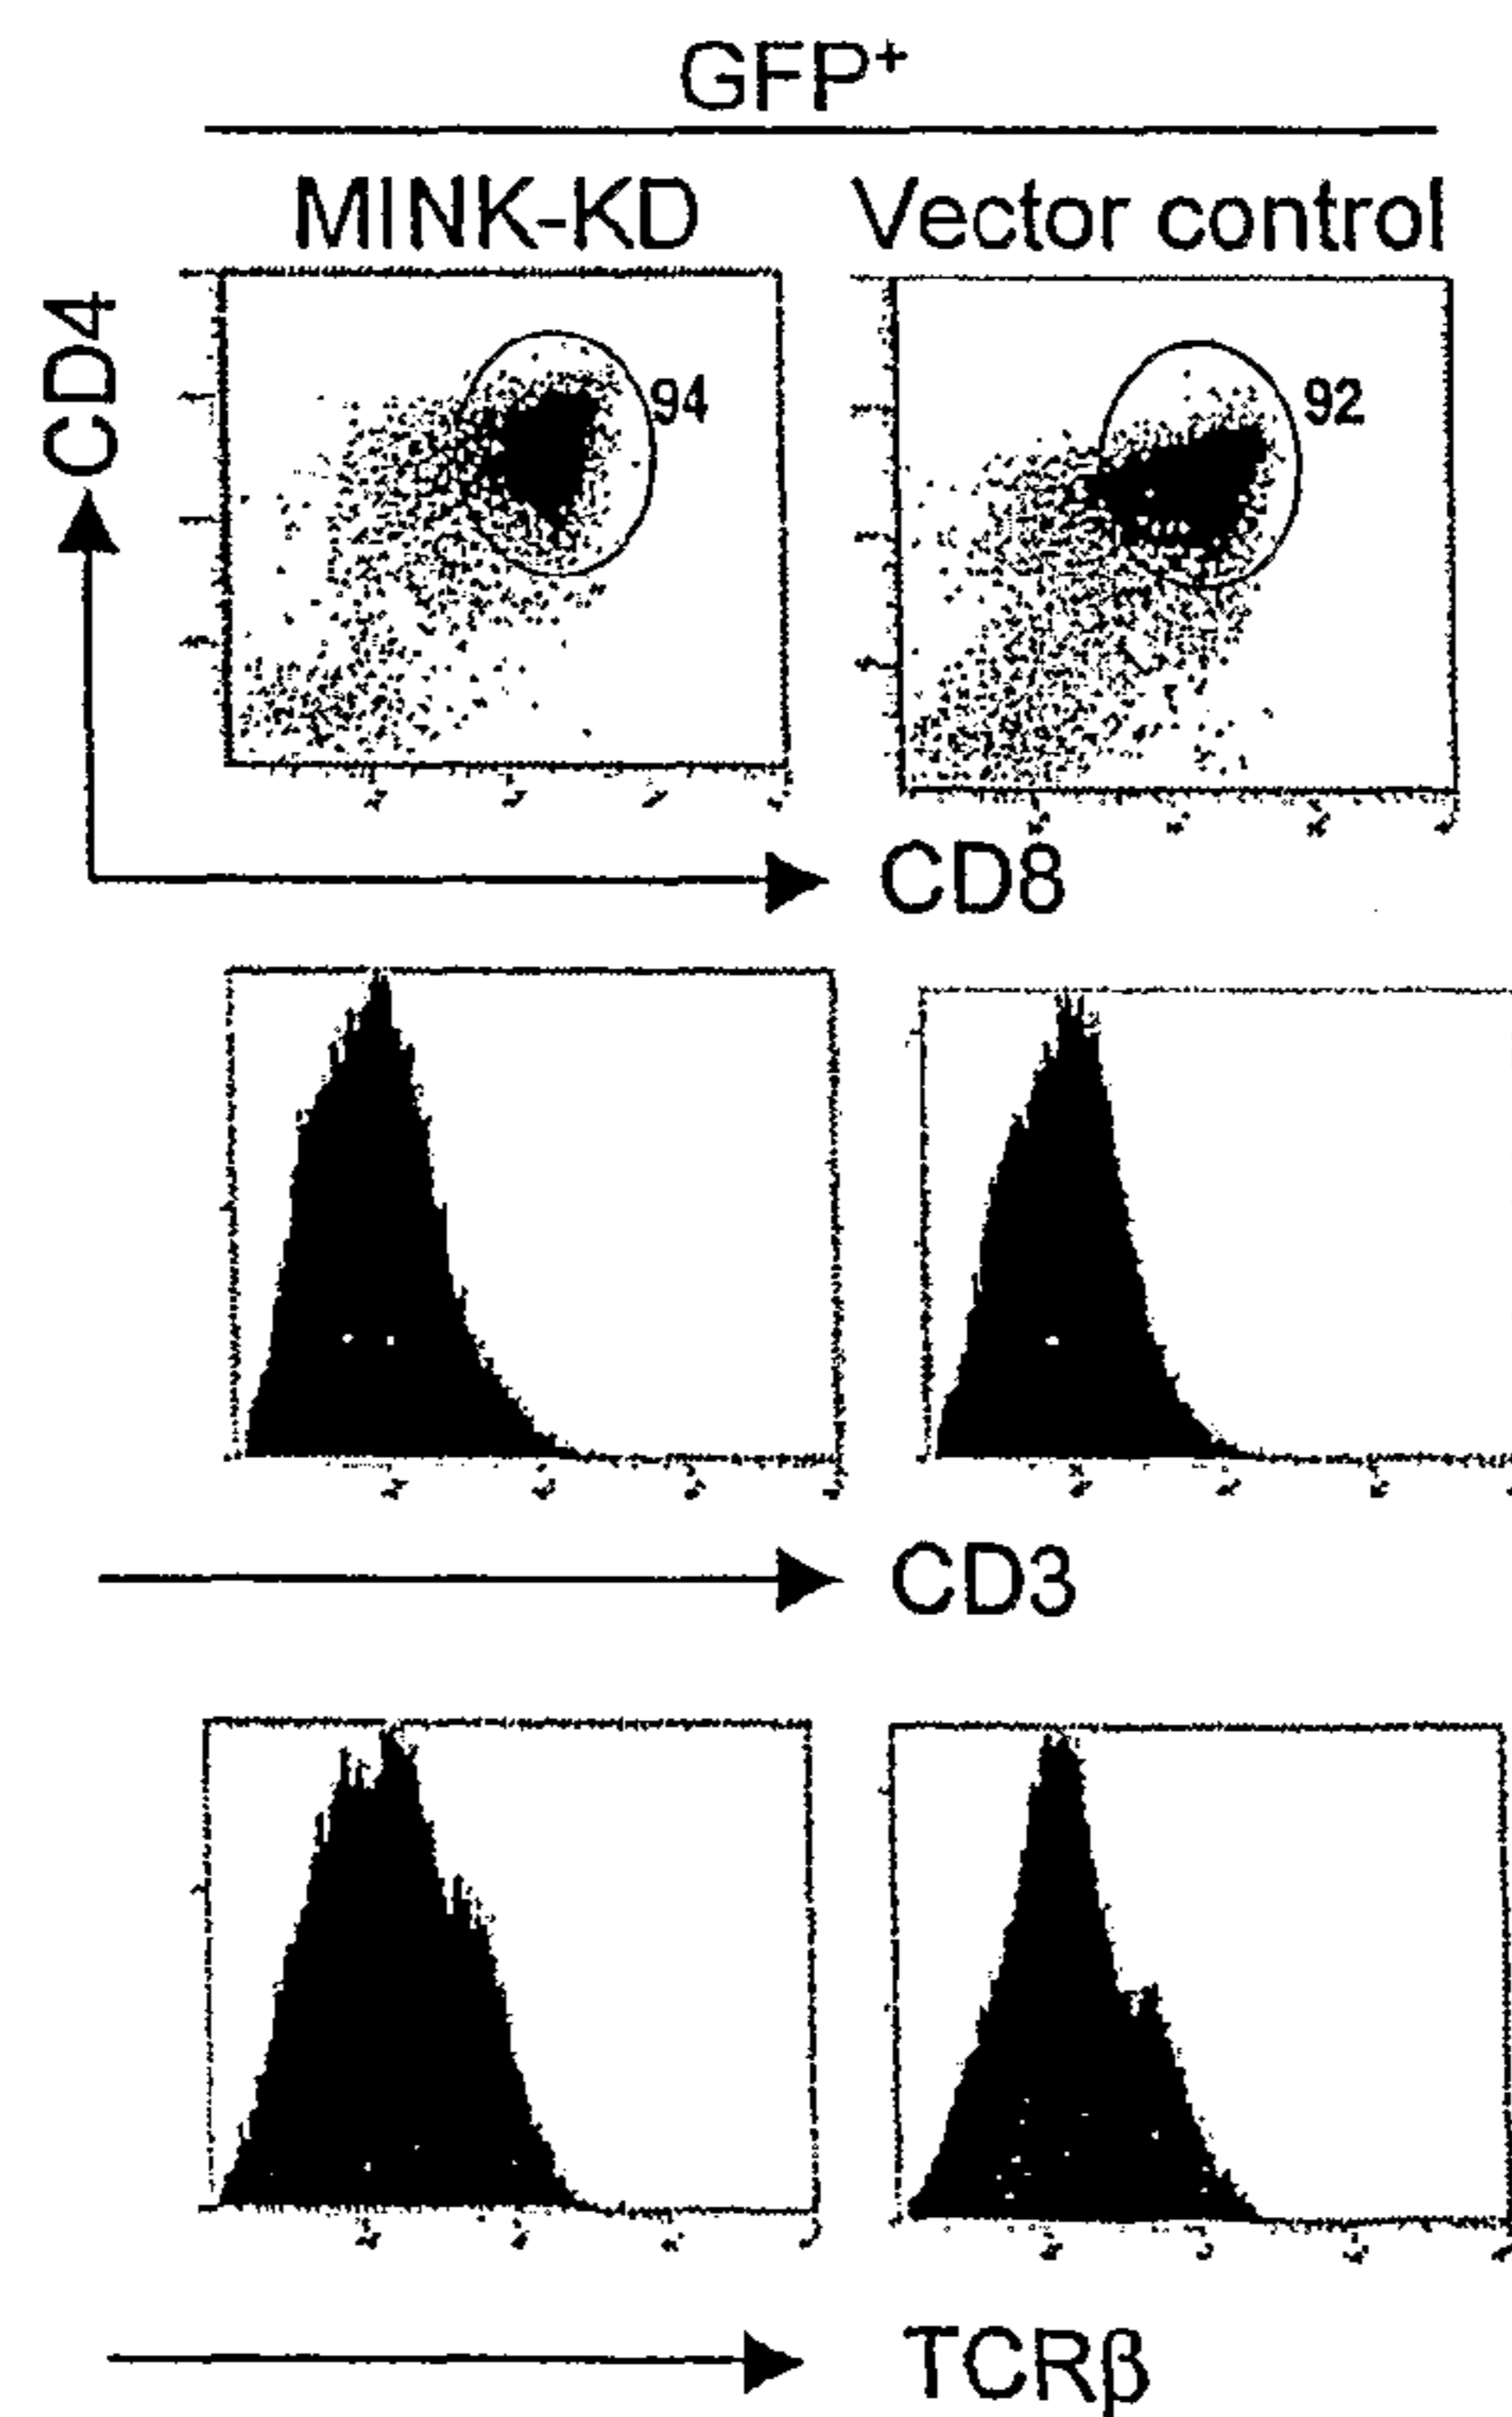 GFP⁺
MINK-KD Vector control
CD4
94
92
CD8
CD3
TCRβ